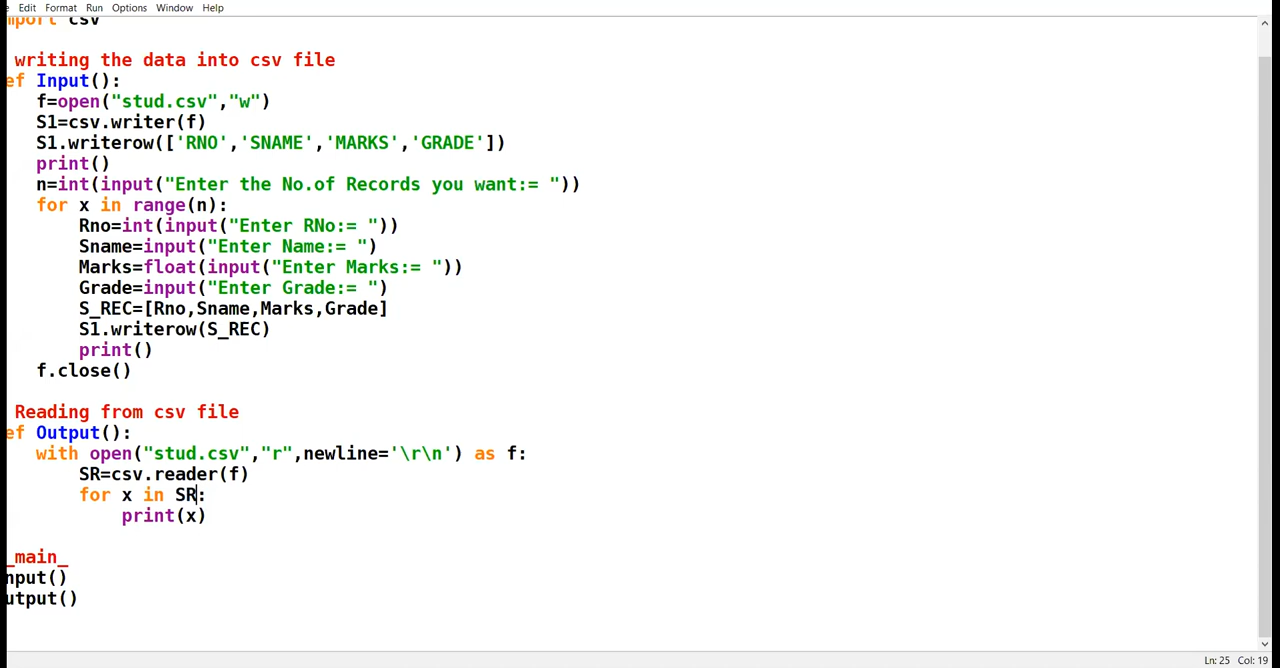 Edit Format Run Options Window Help
import csv
writing the data into csv file
ef Input():
f=open("stud.csv","w")
S1=csv.writer(f)
S1.writerow(['RNO','SNAME','MARKS','GRADE'])
print()
n=int(input("Enter the No.of Records you want:= "))
for x in range(n):
Rno=int(input("Enter RNo:= "))
Sname=input("Enter Name:= ")
Marks=float(input("Enter Marks:= "))
Grade=input("Enter Grade:= ")
S_REC=[Rno,Sname,Marks,Grade]
S1.writerow(S_REC)
print()
f.close()
Reading from csv file
ef Output():
with open("stud.csv","r",newline='\r\n') as f:
SR=csv.reader(f)
for x in SR:
print(x)
_main_
nput()
utput()
Ln: 25 Col: 19